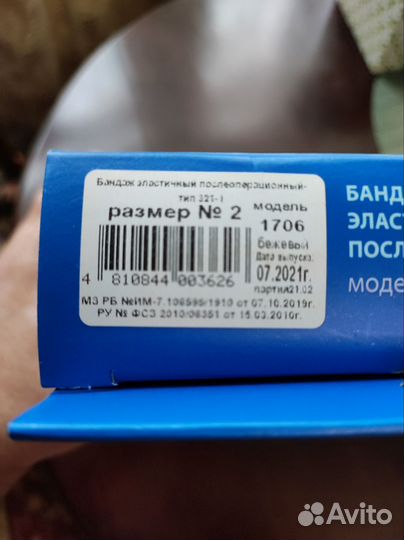 Бандаж эластичный послеоперационный-
тип 321-1
размер № 2
модель
1706
бежевый
Дата выпуска:
07.2021г.
партия21.02
4 810844 003626
МЗ РБ №ИМ-7.106599/1910 от 07.10.2019г.
РУ № ФСЗ 2010/06351 от 15.03.2010г.
БАНД
ЭЛАСТ
ПОСЛ
моде
Avito